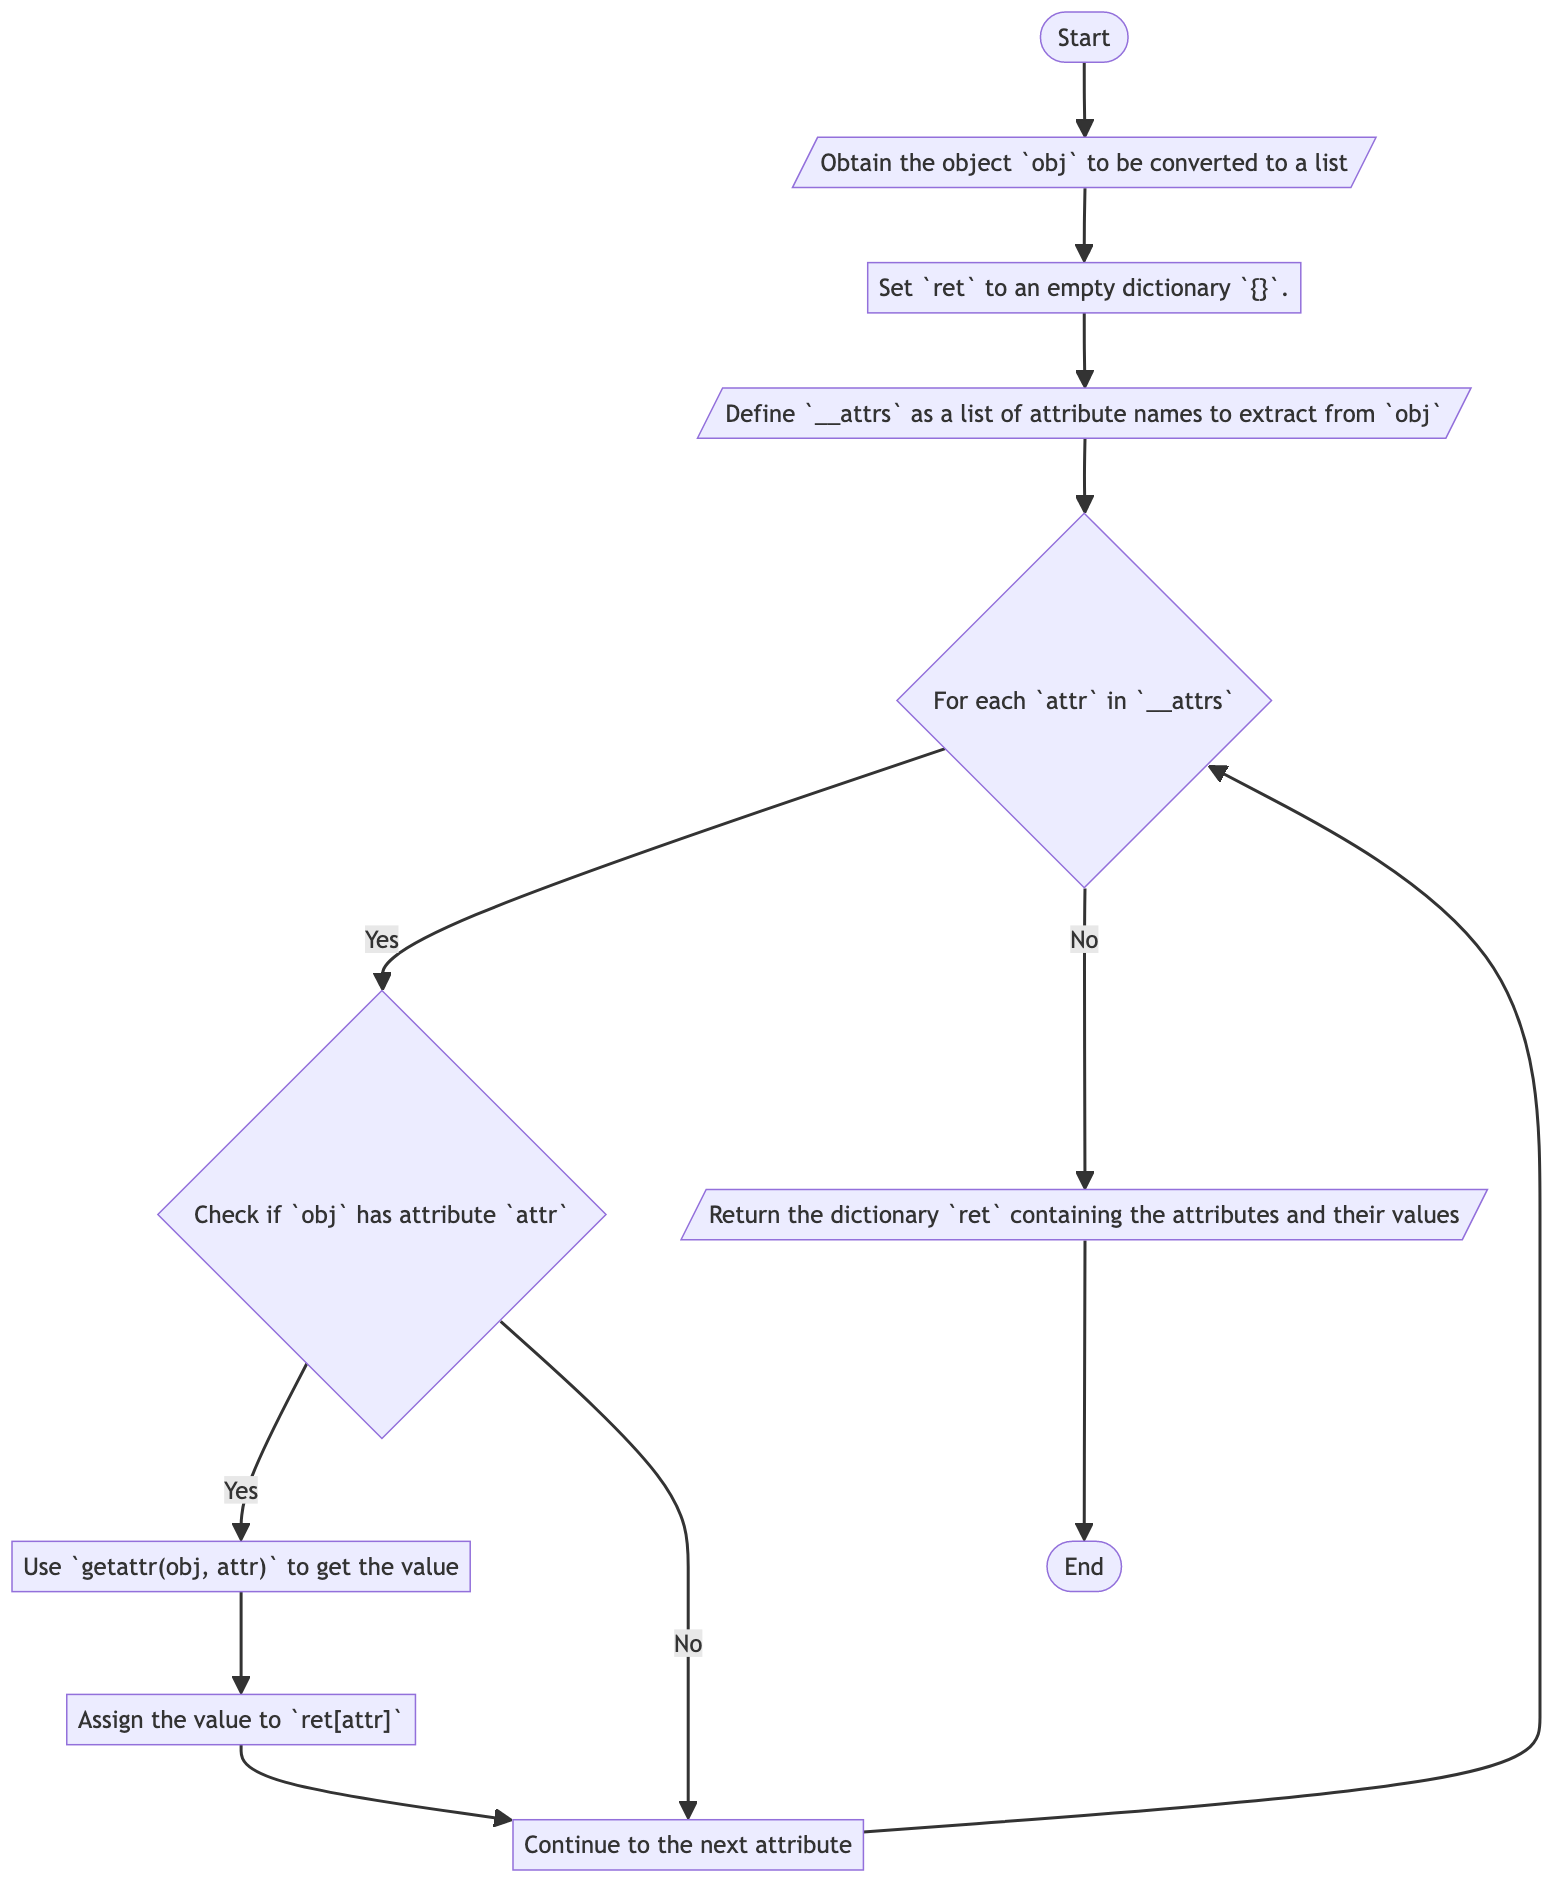 Start
Obtain the object `obj` to be converted to a list
Set `ret` to an empty dictionary `{}`.
Define `__attrs` as a list of attribute names to extract from `obj`
For each `attr` in `__attrs`
Yes
No
Check if `obj` has attribute `attr`
Return the dictionary `ret` containing the attributes and their values
Yes
Use `getattr(obj, attr)` to get the value
End
No
Assign the value to `ret[attr]`
Continue to the next attribute